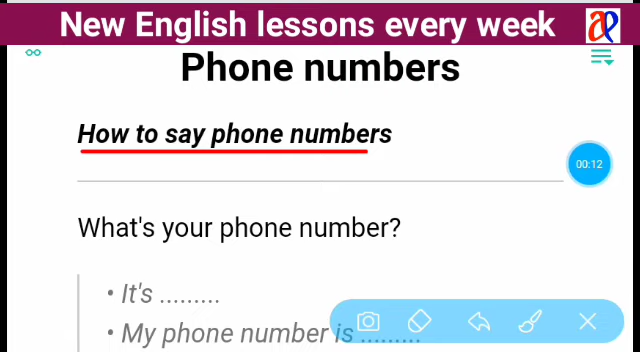 New English lessons every week
Phone numbers
How to say phone numbers
00:12
What's your phone number?
• It's .........
• My phone number is .........